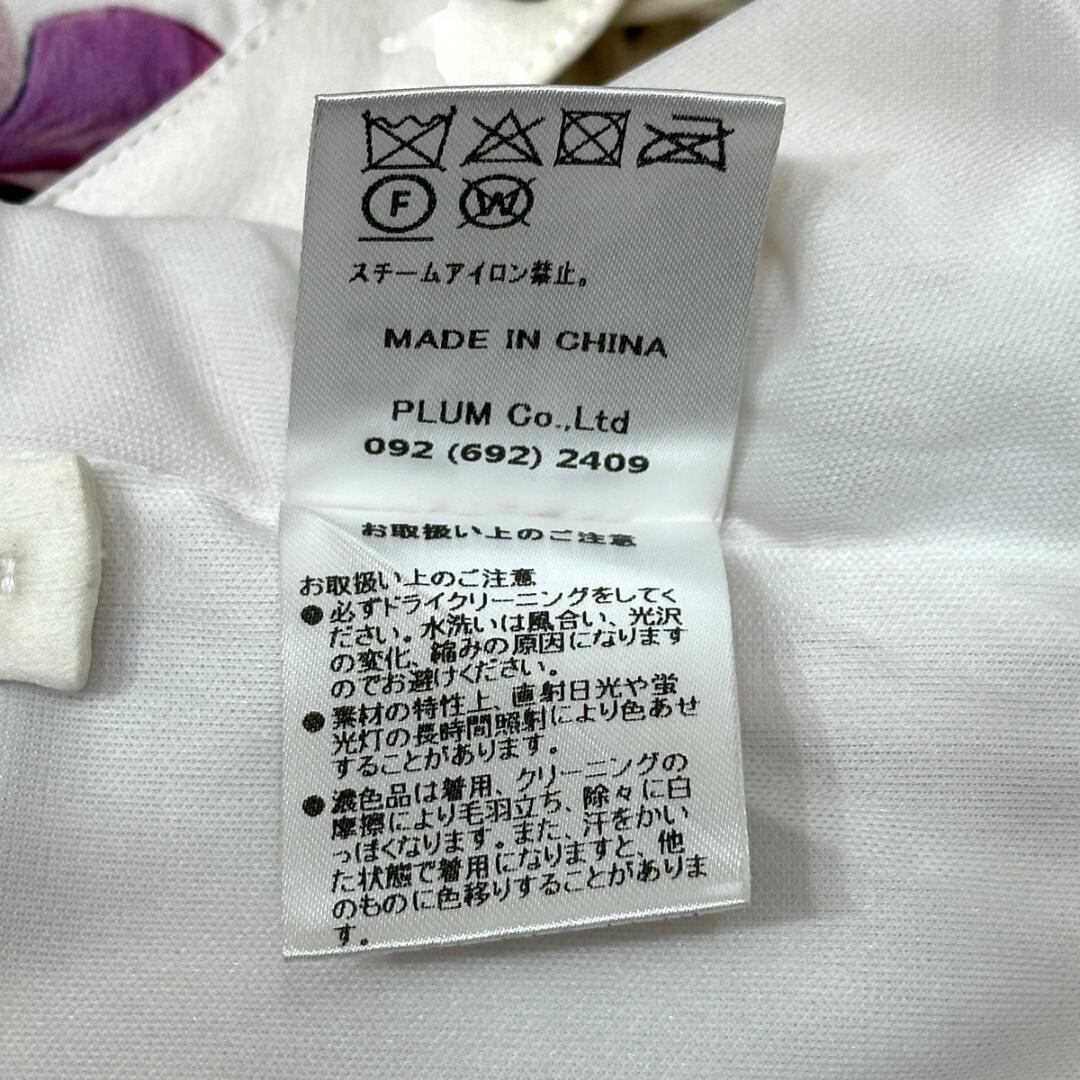 F W
スチームアイロン禁止。
MADE IN CHINA
PLUM Co.,Ltd
092 (692) 2409
お取扱い上のご注意
お取扱い上のご注意
●必ずドライクリーニングをしてく
ださい。水洗いは風合い、光沢
の変化、縮みの原因になります
のでお避けください。
●素材の特性上、直射日光や蛍
光灯の長時間照射により色あせ
することがあります。
●濃色品は着用、クリーニングの
摩擦により毛羽立ち、除々に白
っぽくなります。また、汗をかい
た状態で着用になりますと、他
のものに色移りすることがありま
す。